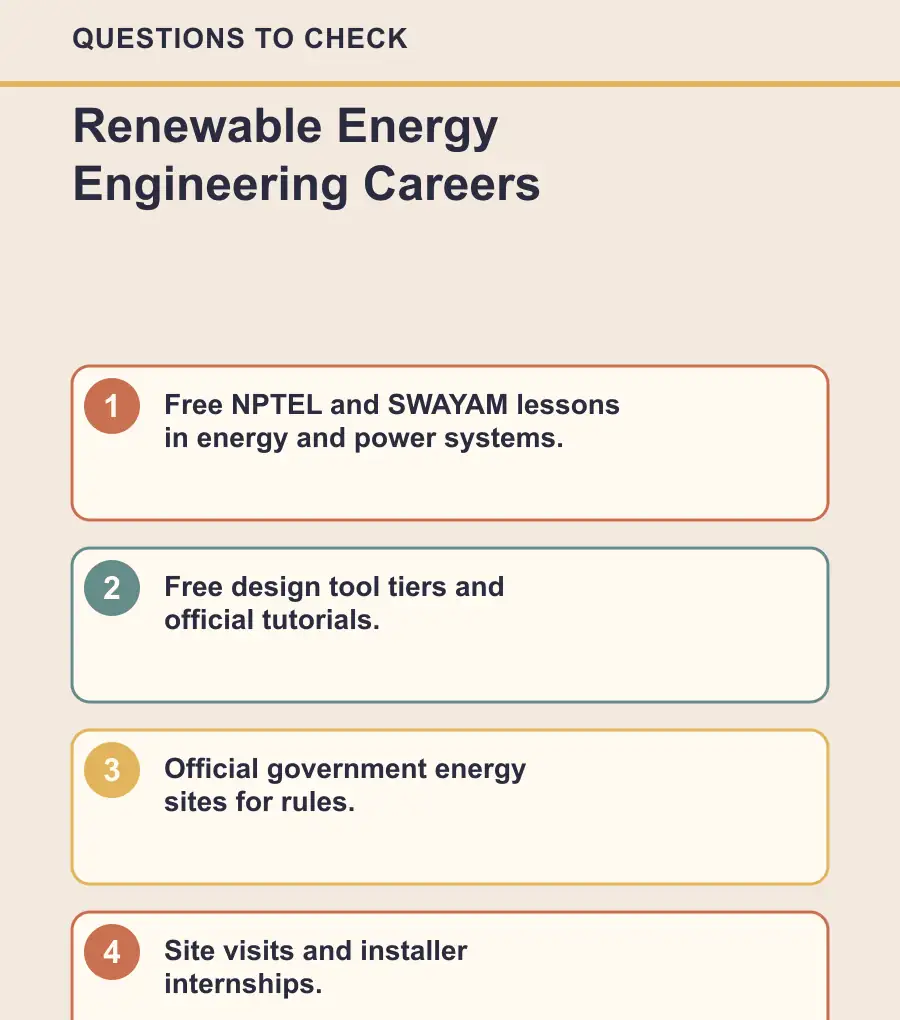 QUESTIONS TO CHECK
Renewable Energy
Engineering Careers
1
Free NPTEL and SWAYAM lessons
in energy and power systems.
2
Free design tool tiers and
official tutorials.
3
Official government energy
sites for rules.
4
Site visits and installer
internships.